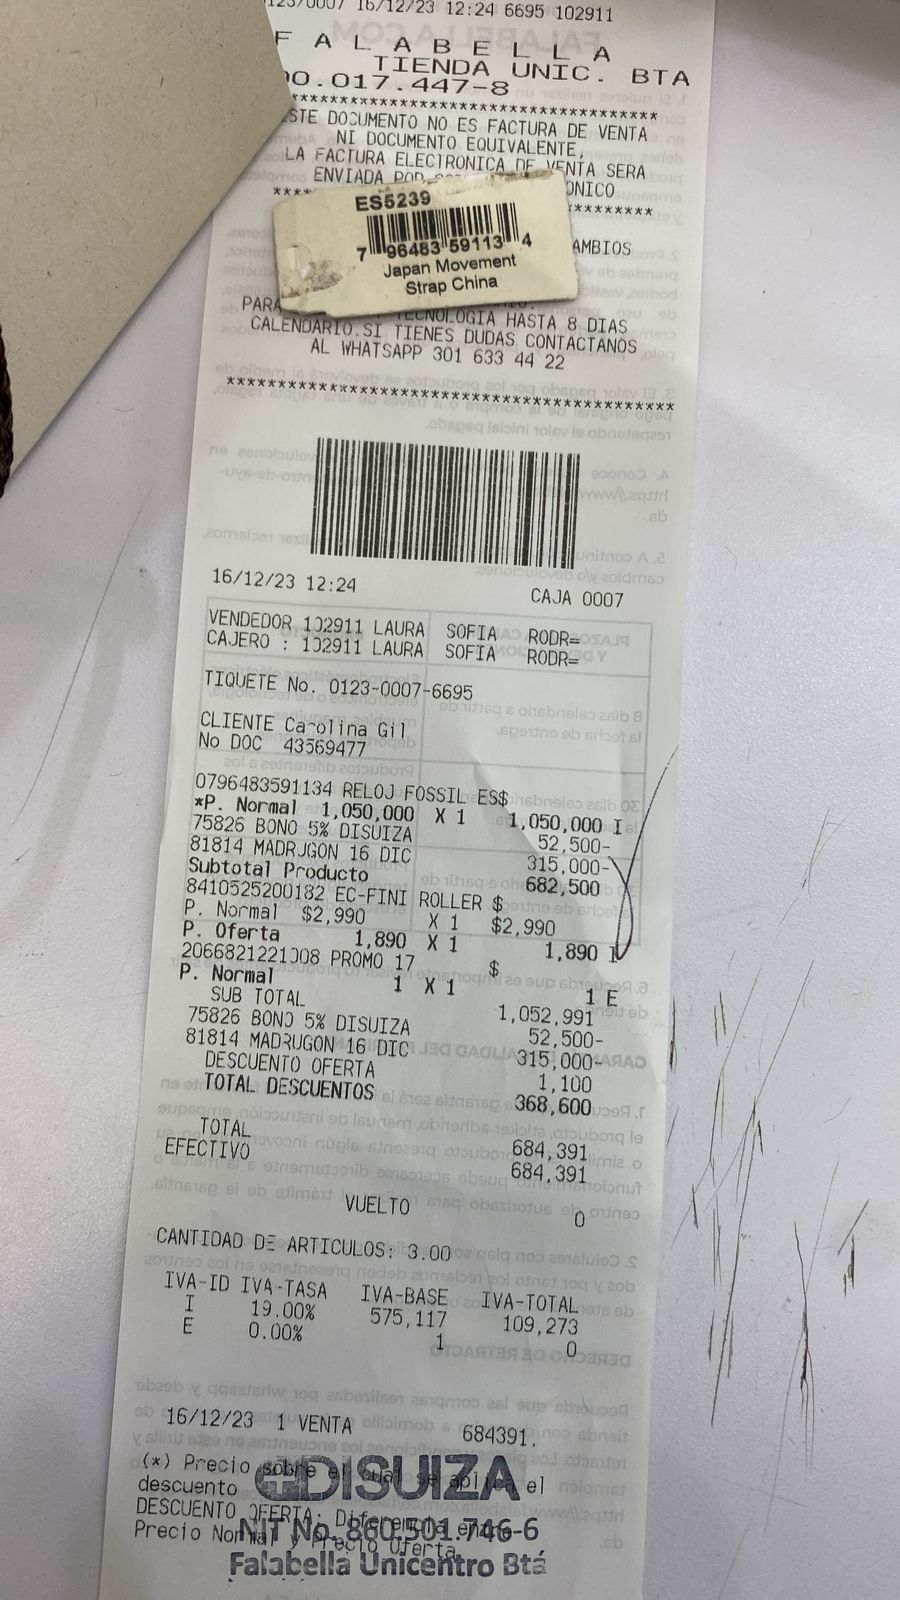 123/0007 16/12/23 12:24 6695 102911
F A L A B E L L A
TIENDA UNIC. BTA
00.017.447-8
****************************************
ESTE DOCUMENTO NO ES FACTURA DE VENTA
NI DOCUMENTO EQUIVALENTE,
LA FACTURA ELECTRONICA DE VENTA SERA
ENVIADA POR
ES5239
7 96483 59113 4
Japan Movement
Strap China
AMBIOS
PARA TECNOLOGIA HASTA 8 DIAS
CALENDARIO.SI TIENES DUDAS CONTACTANOS
AL WHATSAPP 301 633 44 22
****************************************
16/12/23 12:24 CAJA 0007
VENDEDOR 102911 LAURA SOFIA RODR=
CAJERO : 102911 LAURA SOFIA RODR=
TIQUETE No. 0123-0007-6695
CLIENTE Carolina Gil
No DOC 43569477
0796483591134 RELOJ FOSSIL ES$
*P. Normal 1,050,000 X 1 1,050,000 I
75826 BONO 5% DISUIZA 52,500-
81814 MADRUGON 16 DIC 315,000-
Subtotal Producto 682,500
8410525200182 EC-FINI ROLLER $
P. Normal $2,990 X 1 $2,990
P. Oferta 1,890 X 1 1,890 I
2066821221008 PROMO 17 $
P. Normal 1 X 1 1 E
SUB TOTAL 1,052,991
75826 BONO 5% DISUIZA 52,500-
81814 MADRUGON 16 DIC 315,000-
DESCUENTO OFERTA 1,100
TOTAL DESCUENTOS 368,600
TOTAL 684,391
EFECTIVO 684,391
VUELTO 0
CANTIDAD DE ARTICULOS: 3.00
IVA-ID IVA-TASA IVA-BASE IVA-TOTAL
I 19.00% 575,117 109,273
E 0.00% 1 0
16/12/23 1 VENTA 684391.
(*) Precio sobre el cual se aplica el
descuento
DISUIZA
DESCUENTO OFERTA: Diferencia entre
NIT No. 860.501.746-6
Precio Normal y Precio Oferta
Falabella Unicentro Btá